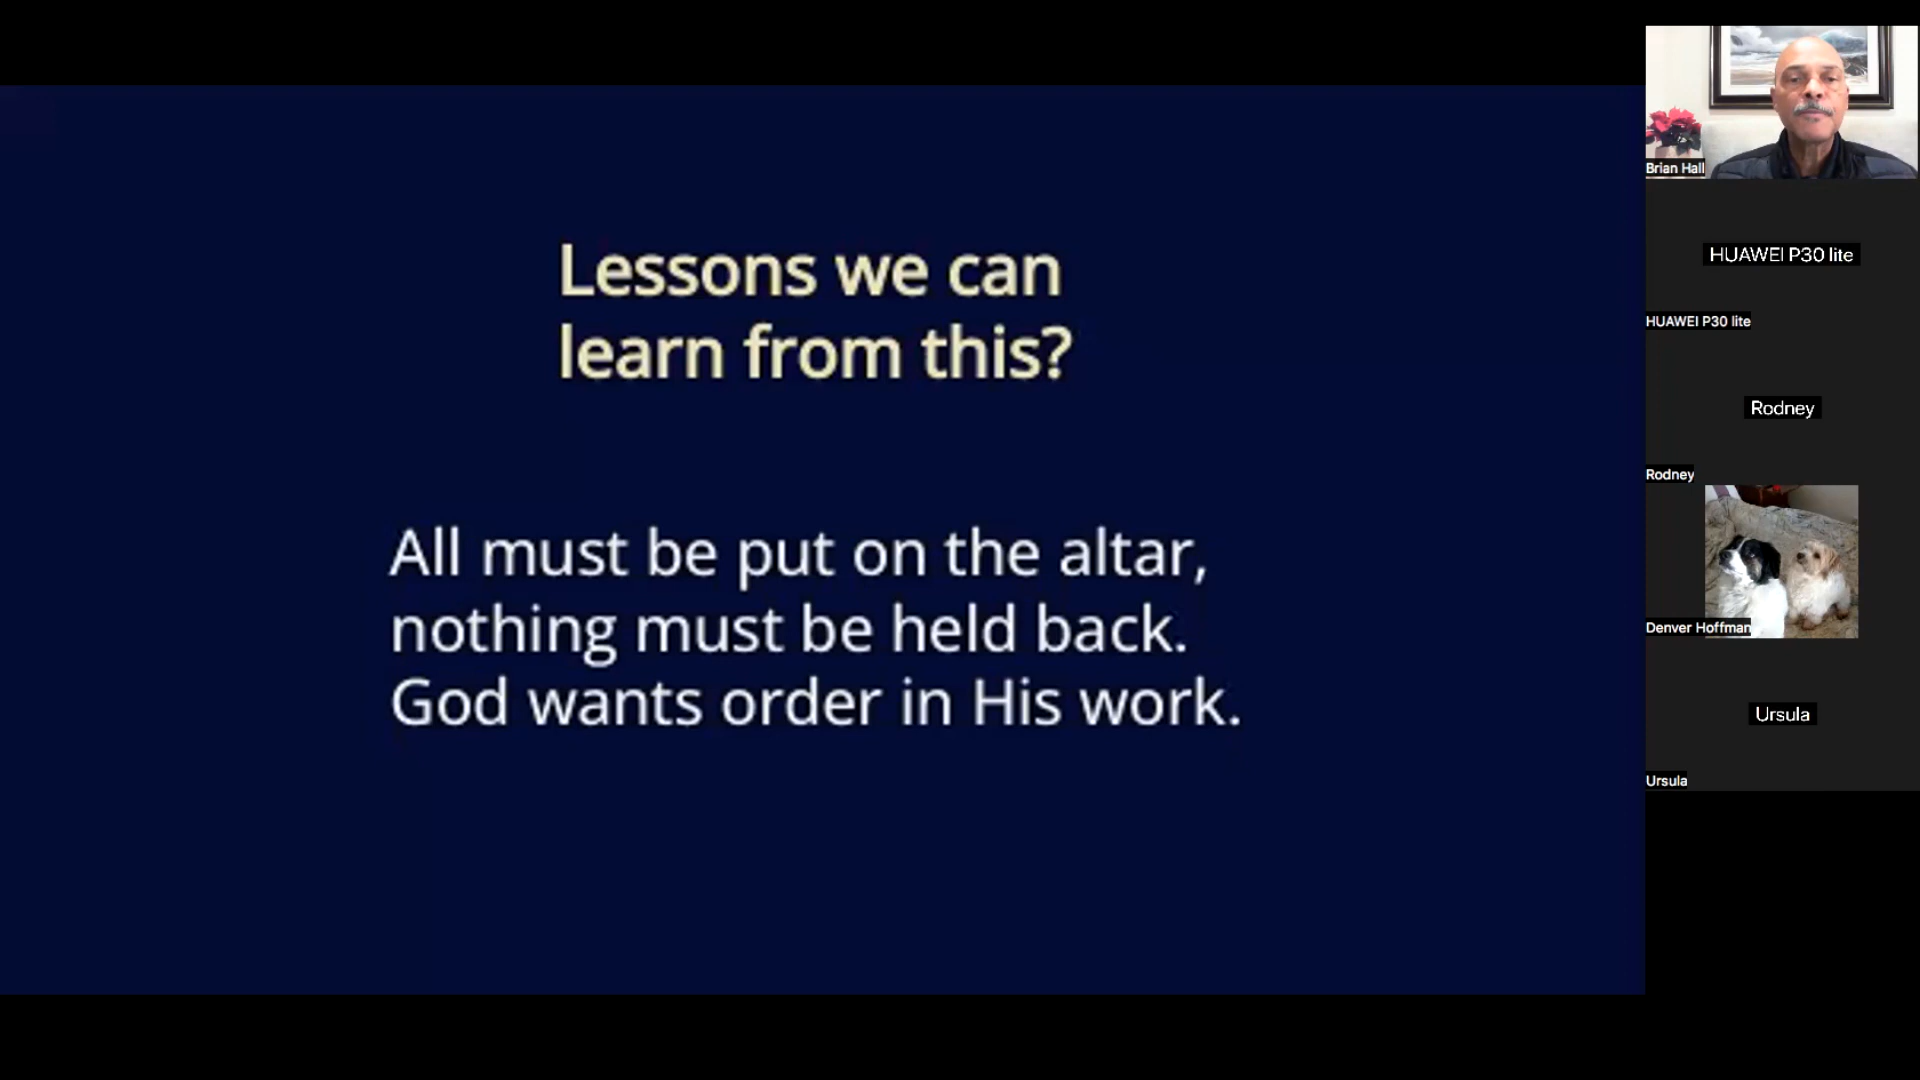 Lessons we can
learn from this?
All must be put on the altar,
nothing must be held back.
God wants order in His work.
Brian Hall
HUAWEI P30 lite
HUAWEI P30 lite
Rodney
Rodney
Denver Hoffman
Ursula
Ursula